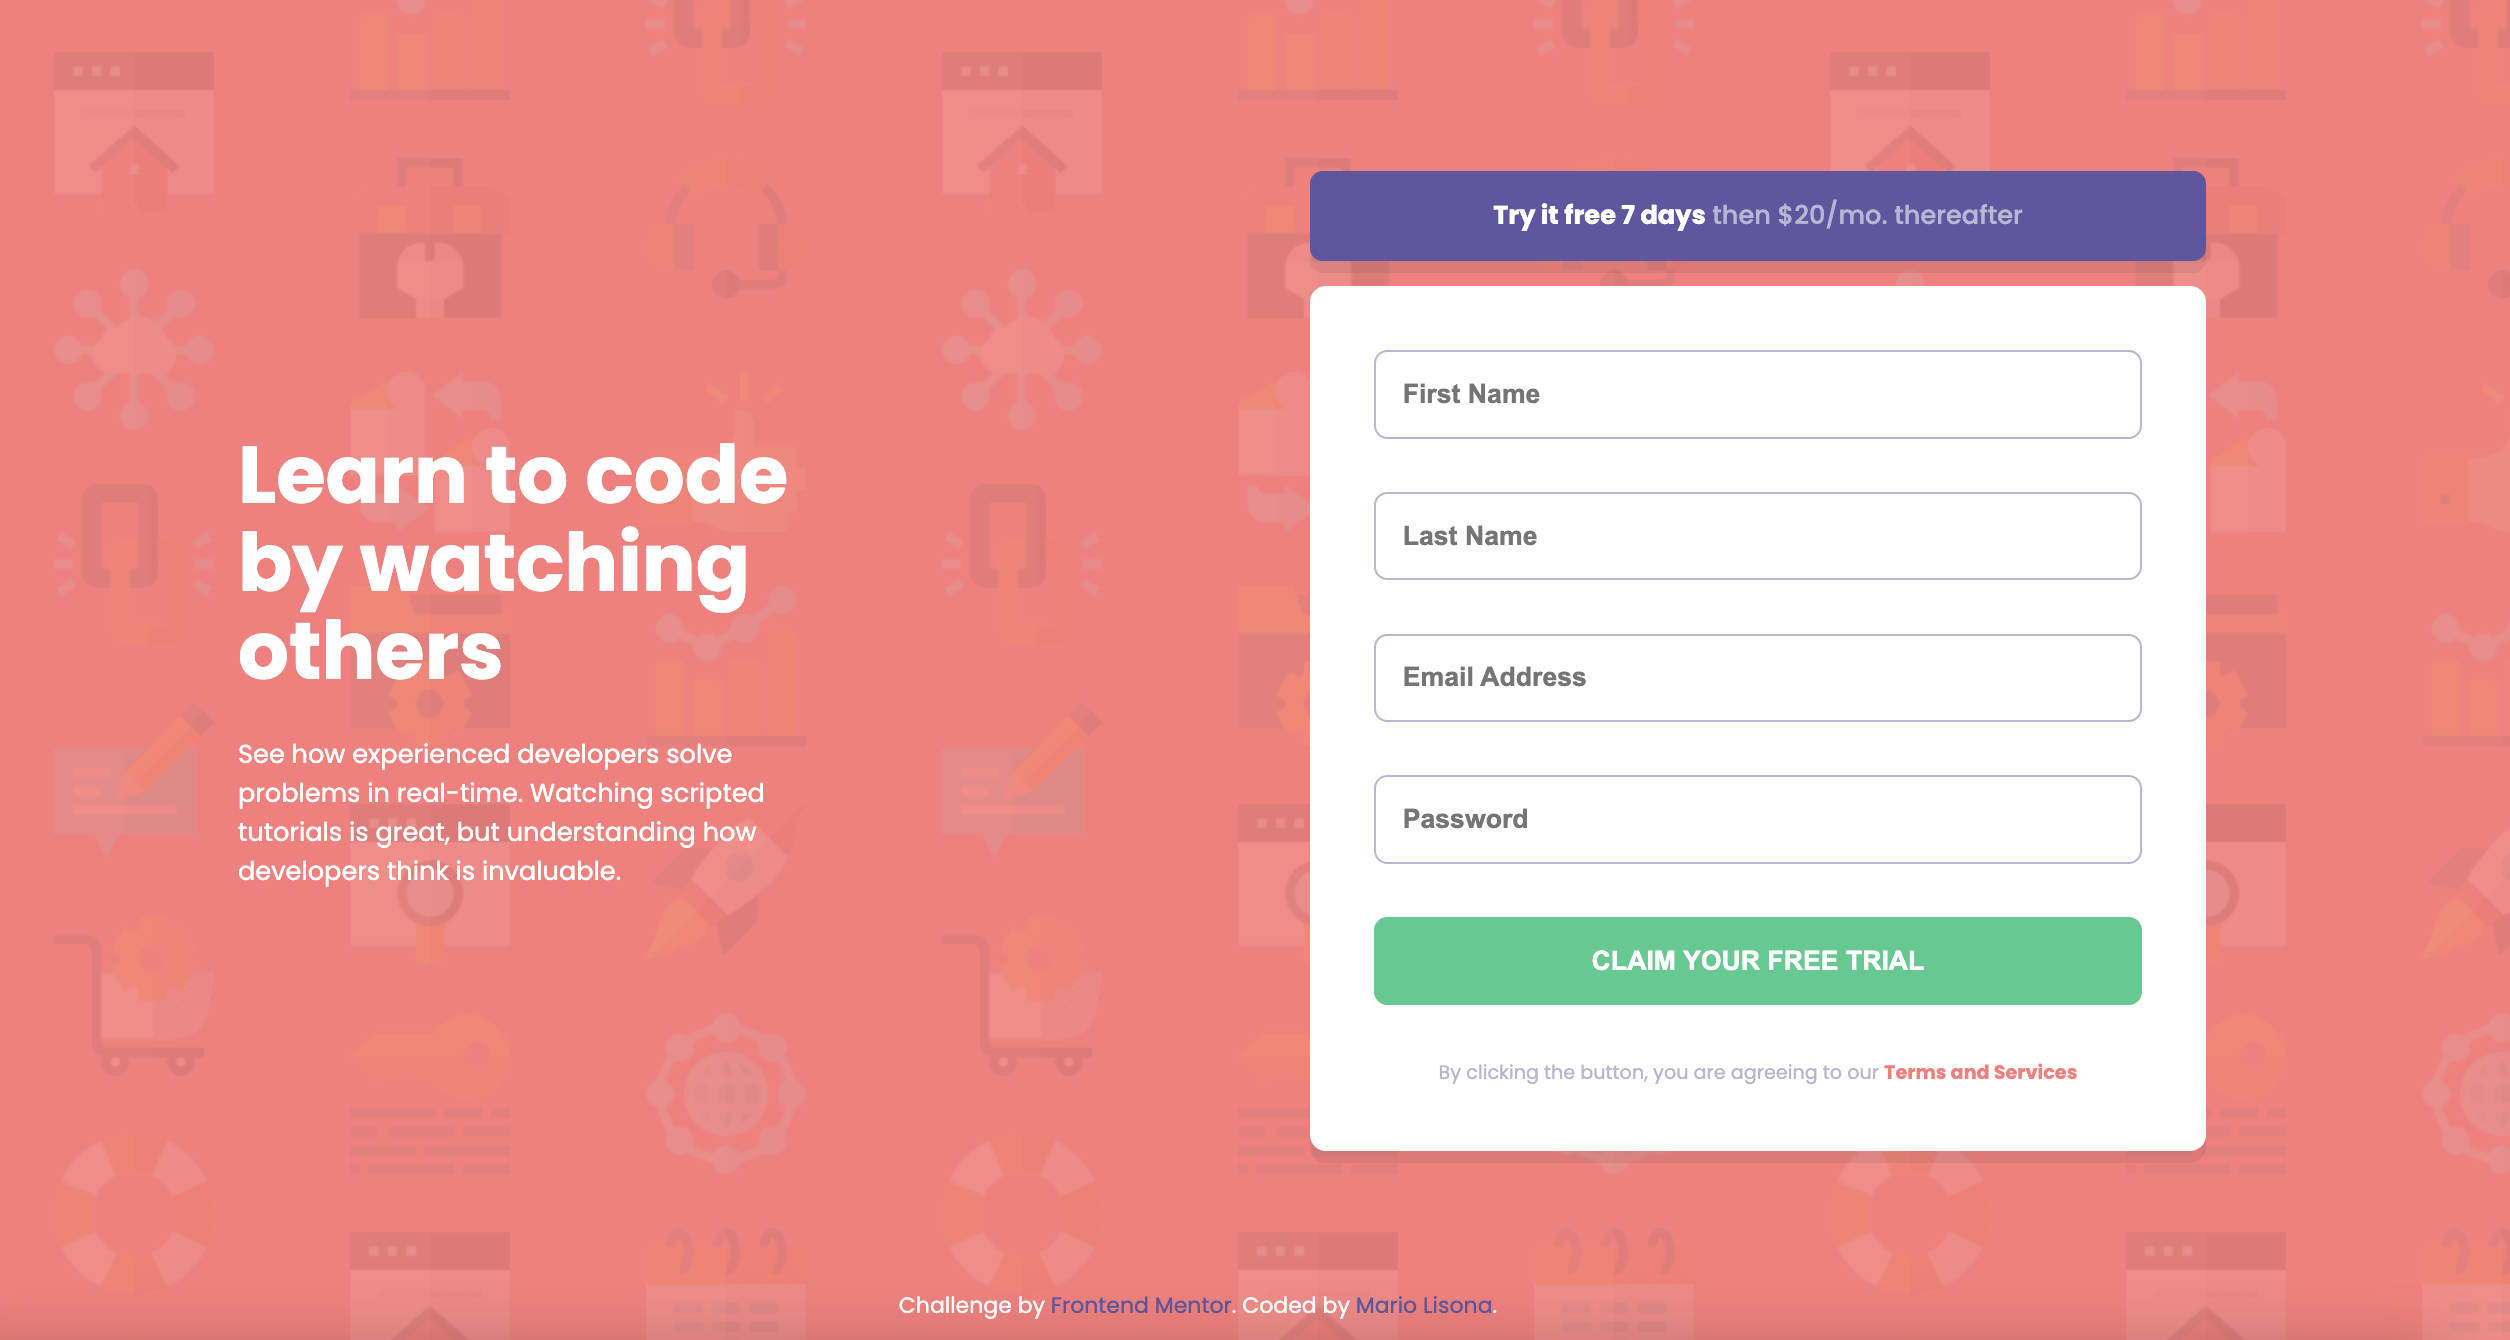 Learn to code
by watching
others
See how experienced developers solve
problems in real-time. Watching scripted
tutorials is great, but understanding how
developers think is invaluable.
Try it free 7 days then $20/mo. thereafter
First Name
Last Name
Email Address
Password
CLAIM YOUR FREE TRIAL
By clicking the button, you are agreeing to our Terms and Services
Challenge by Frontend Mentor. Coded by Mario Lisona.